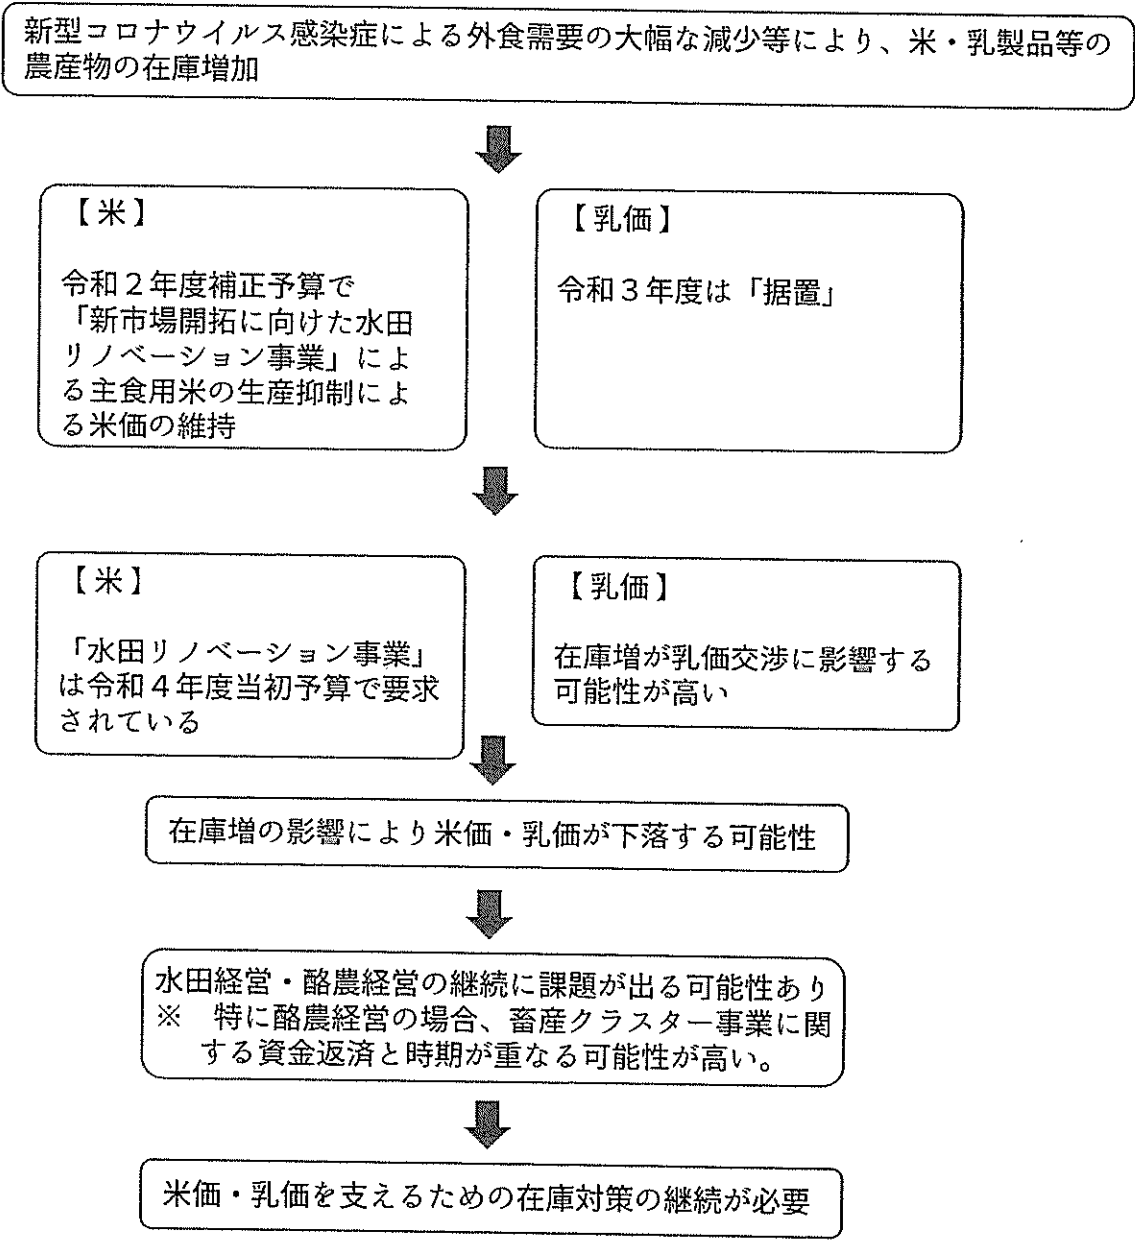 新型コロナウイルス感染症による外食需要の大幅な減少等により、米・乳製品等の
農産物の在庫増加
【米】
令和２年度補正予算で
「新市場開拓に向けた水田
リノベーション事業」によ
る主食用米の生産抑制によ
る米価の維持
【乳価】
令和３年度は「据置」
【米】
「水田リノベーション事業」
は令和４年度当初予算で要求
されている
【乳価】
在庫増が乳価交渉に影響する
可能性が高い
在庫増の影響により米価・乳価が下落する可能性
水田経営・酪農経営の継続に課題が出る可能性あり
※　特に酪農経営の場合、畜産クラスター事業に関
する資金返済と時期が重なる可能性が高い。
米価・乳価を支えるための在庫対策の継続が必要